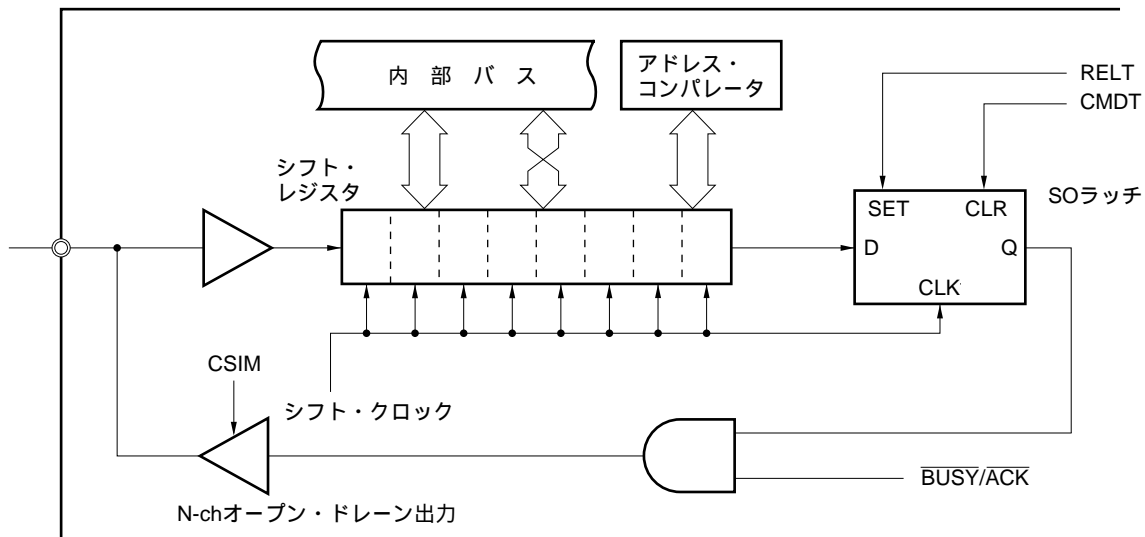 内 部 バ ス
アドレス・
コンパレータ
RELT
CMDT
シフト・
レジスタ
SOラッチ
SET CLR
D Q
CLK
CSIM
シフト・クロック
BUSY/ACK
N-chオープン・ドレーン出力